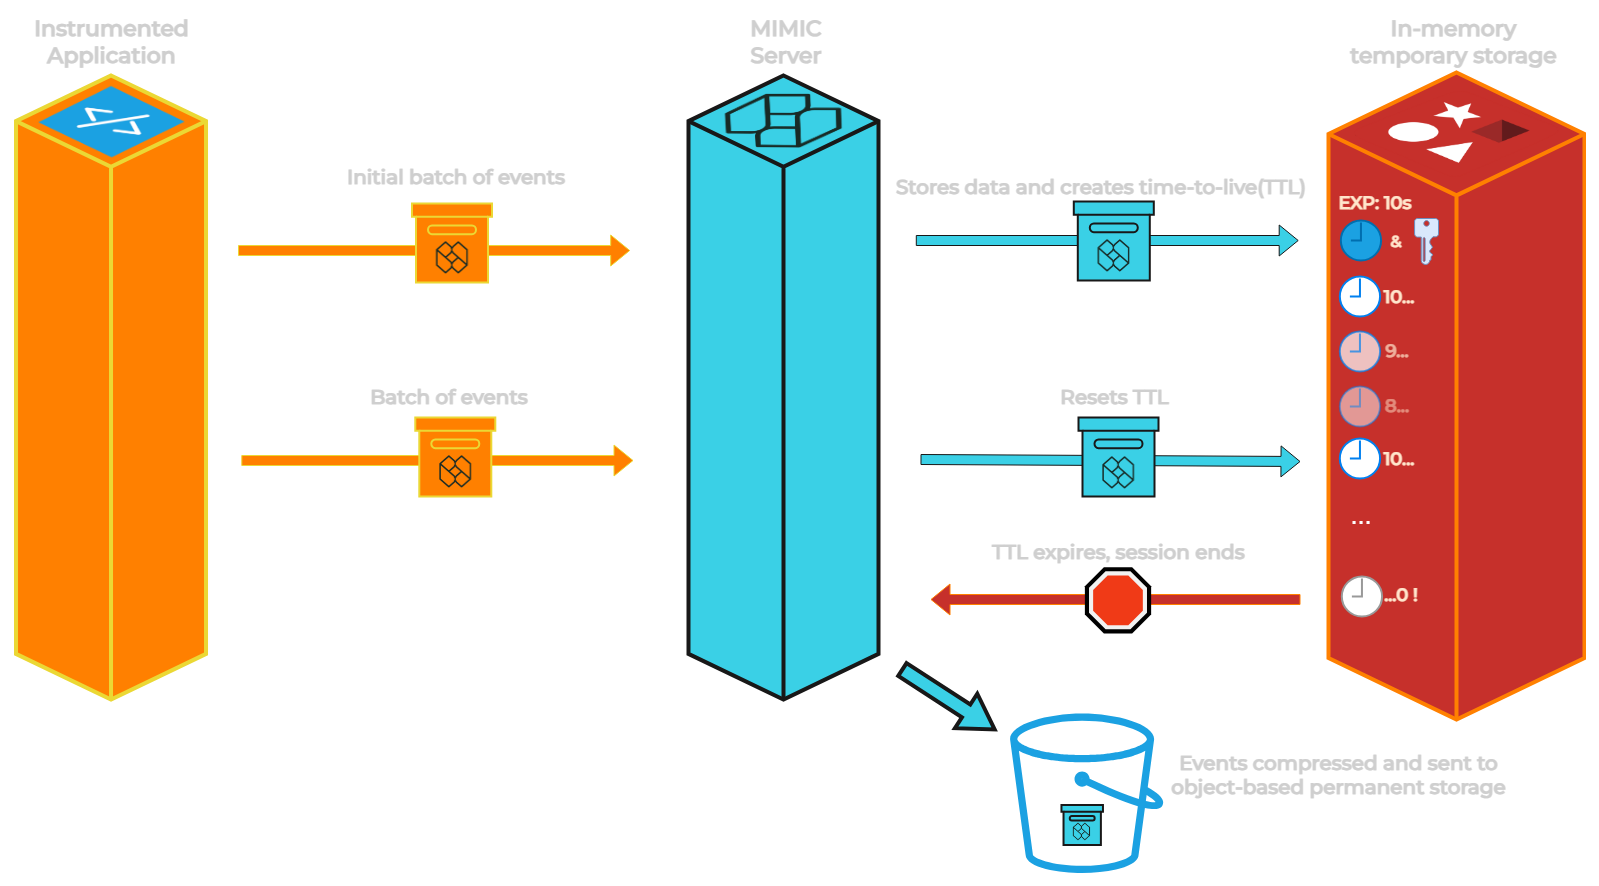 Instrumented
Application
MIMIC
Server
In-memory
temporary storage
Initial batch of events
Stores data and creates time-to-live(TTL)
EXP: 10s
&
10...
9...
8...
Batch of events
Resets TTL
10...
...
TTL expires, session ends
...0 !
Events compressed and sent to
object-based permanent storage